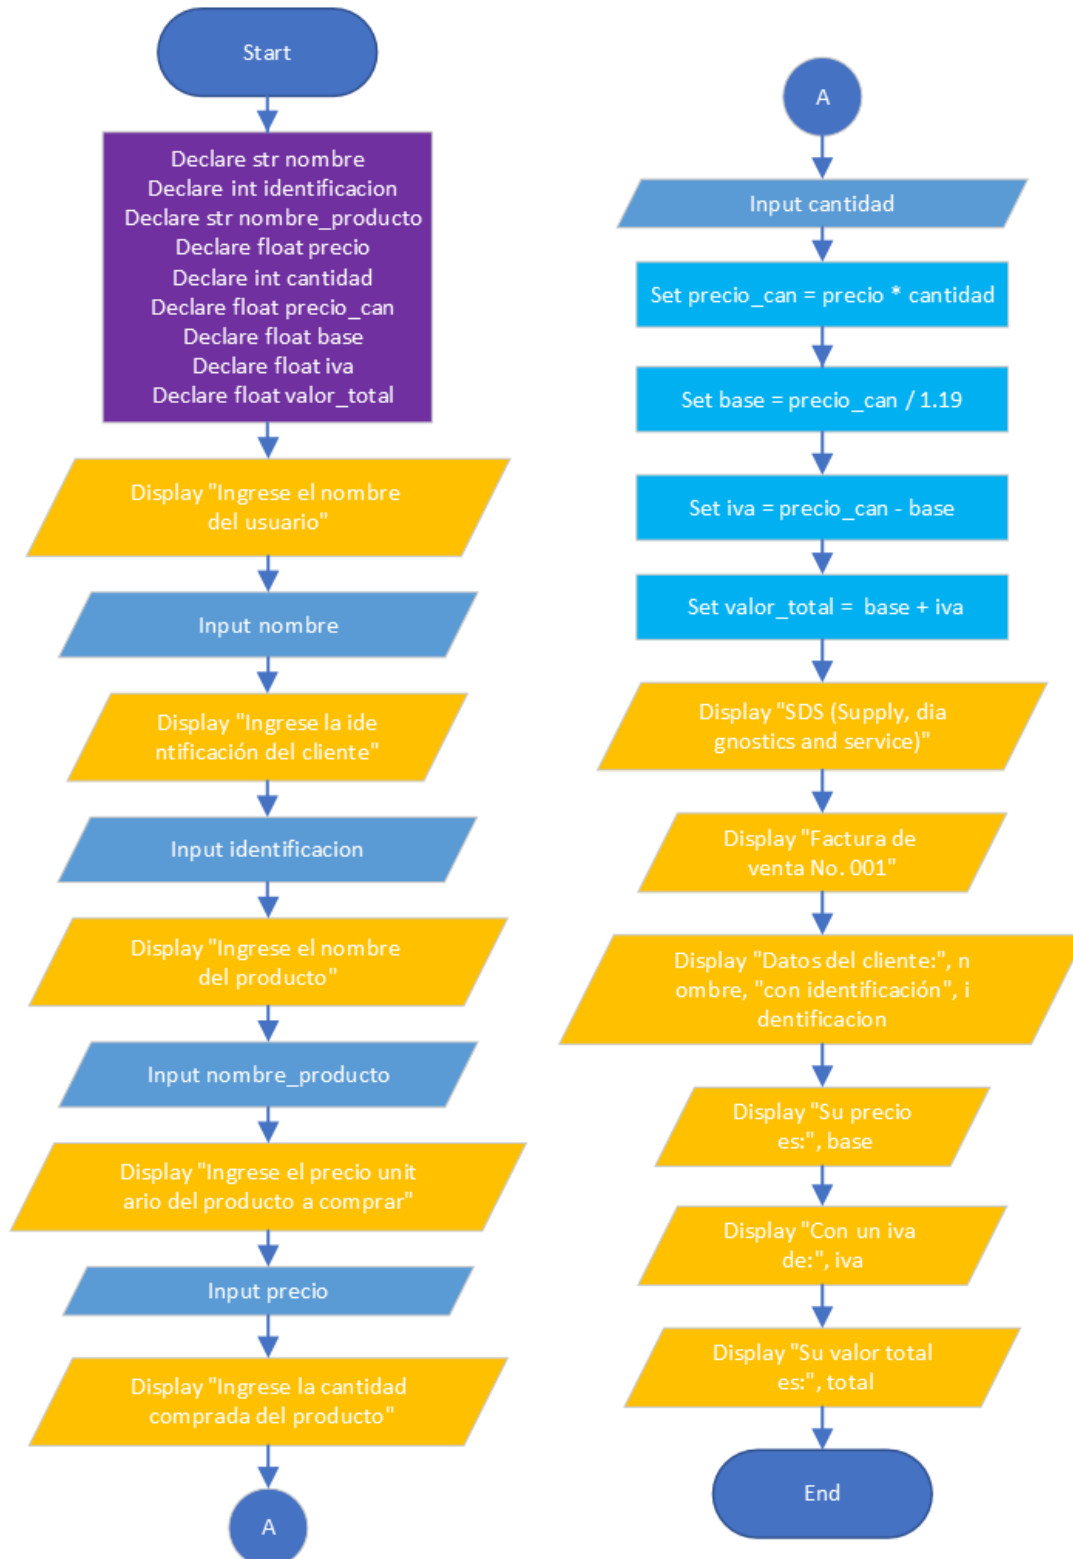 Start
Declare str nombre
Declare int identificacion
Declare str nombre_producto
Declare float precio
Declare int cantidad
Declare float precio_can
Declare float base
Declare float iva
Declare float valor_total
Display "Ingrese el nombre
del usuario"
Input nombre
Display "Ingrese la ide
ntificación del cliente"
Input identificacion
Display "Ingrese el nombre
del producto"
Input nombre_producto
Display "Ingrese el precio unit
ario del producto a comprar"
Input precio
Display "Ingrese la cantidad
comprada del producto"
A
A
Input cantidad
Set precio_can = precio * cantidad
Set base = precio_can / 1.19
Set iva = precio_can - base
Set valor_total = base + iva
Display "SDS (Supply, dia
gnostics and service)"
Display "Factura de
venta No. 001"
Display "Datos del cliente:", n
ombre, "con identificación", i
dentificacion
Display "Su precio
es:", base
Display "Con un iva
de:", iva
Display "Su valor total
es:", total
End